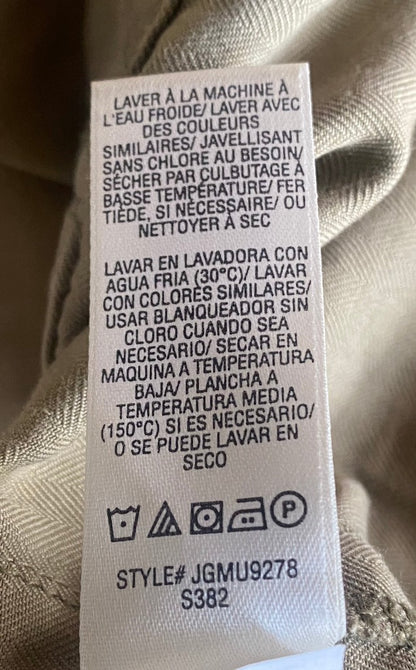 LAVER À LA MACHINE À
L'EAU FROIDE/ LAVER AVEC
DES COULEURS
SIMILAIRES/ JAVELLISANT
SANS CHLORE AU BESOIN/
SÉCHER PAR CULBUTAGE À
BASSE TEMPÉRATURE/ FER
TIÈDE, SI NÉCESSAIRE/ OU
NETTOYER À SEC
LAVAR EN LAVADORA CON
AGUA FRIA (30°C)/ LAVAR
CON COLORES SIMILARES/
USAR BLANQUEADOR SIN
CLORO CUANDO SEA
NECESARIO/ SECAR EN
MAQUINA A TEMPERATURA
BAJA/ PLANCHA A
TEMPERATURA MEDIA
(150°C) SI ES NECESARIO/
O SE PUEDE LAVAR EN
SECO
P
STYLE# JGMU9278
S382